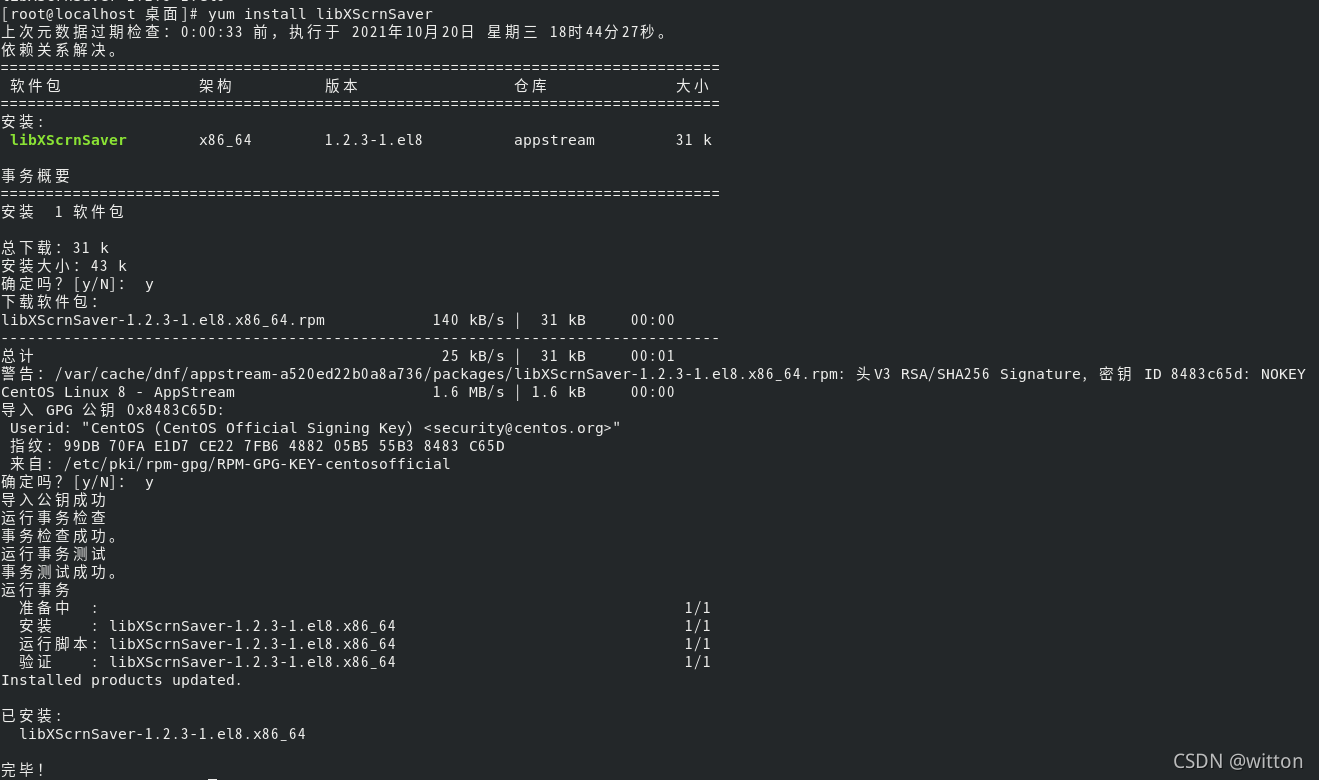 [root@localhost 桌面]# yum install libXScrnSaver
上次元数据过期检查：0:00:33 前，执行于 2021年10月20日 星期三 18时44分27秒。
依赖关系解决。
================================================================================
软件包 架构 版本 仓库 大小
================================================================================
安装:
libXScrnSaver x86_64 1.2.3-1.el8 appstream 31 k
事务概要
================================================================================
安装 1 软件包
总下载：31 k
安装大小：43 k
确定吗？[y/N]： y
下载软件包：
libXScrnSaver-1.2.3-1.el8.x86_64.rpm 140 kB/s | 31 kB 00:00
--------------------------------------------------------------------------------
总计 25 kB/s | 31 kB 00:01
警告：/var/cache/dnf/appstream-a520ed22b0a8a736/packages/libXScrnSaver-1.2.3-1.el8.x86_64.rpm: 头V3 RSA/SHA256 Signature, 密钥 ID 8483c65d: NOKEY
CentOS Linux 8 - AppStream 1.6 MB/s | 1.6 kB 00:00
导入 GPG 公钥 0x8483C65D:
Userid: "CentOS (CentOS Official Signing Key) <security@centos.org>"
指纹: 99DB 70FA E1D7 CE22 7FB6 4882 05B5 55B3 8483 C65D
来自: /etc/pki/rpm-gpg/RPM-GPG-KEY-centosofficial
确定吗？[y/N]： y
导入公钥成功
运行事务检查
事务检查成功。
运行事务测试
事务测试成功。
运行事务
准备中 : 1/1
安装 : libXScrnSaver-1.2.3-1.el8.x86_64 1/1
运行脚本: libXScrnSaver-1.2.3-1.el8.x86_64 1/1
验证 : libXScrnSaver-1.2.3-1.el8.x86_64 1/1
Installed products updated.
已安装:
libXScrnSaver-1.2.3-1.el8.x86_64
完毕！
CSDN @witton